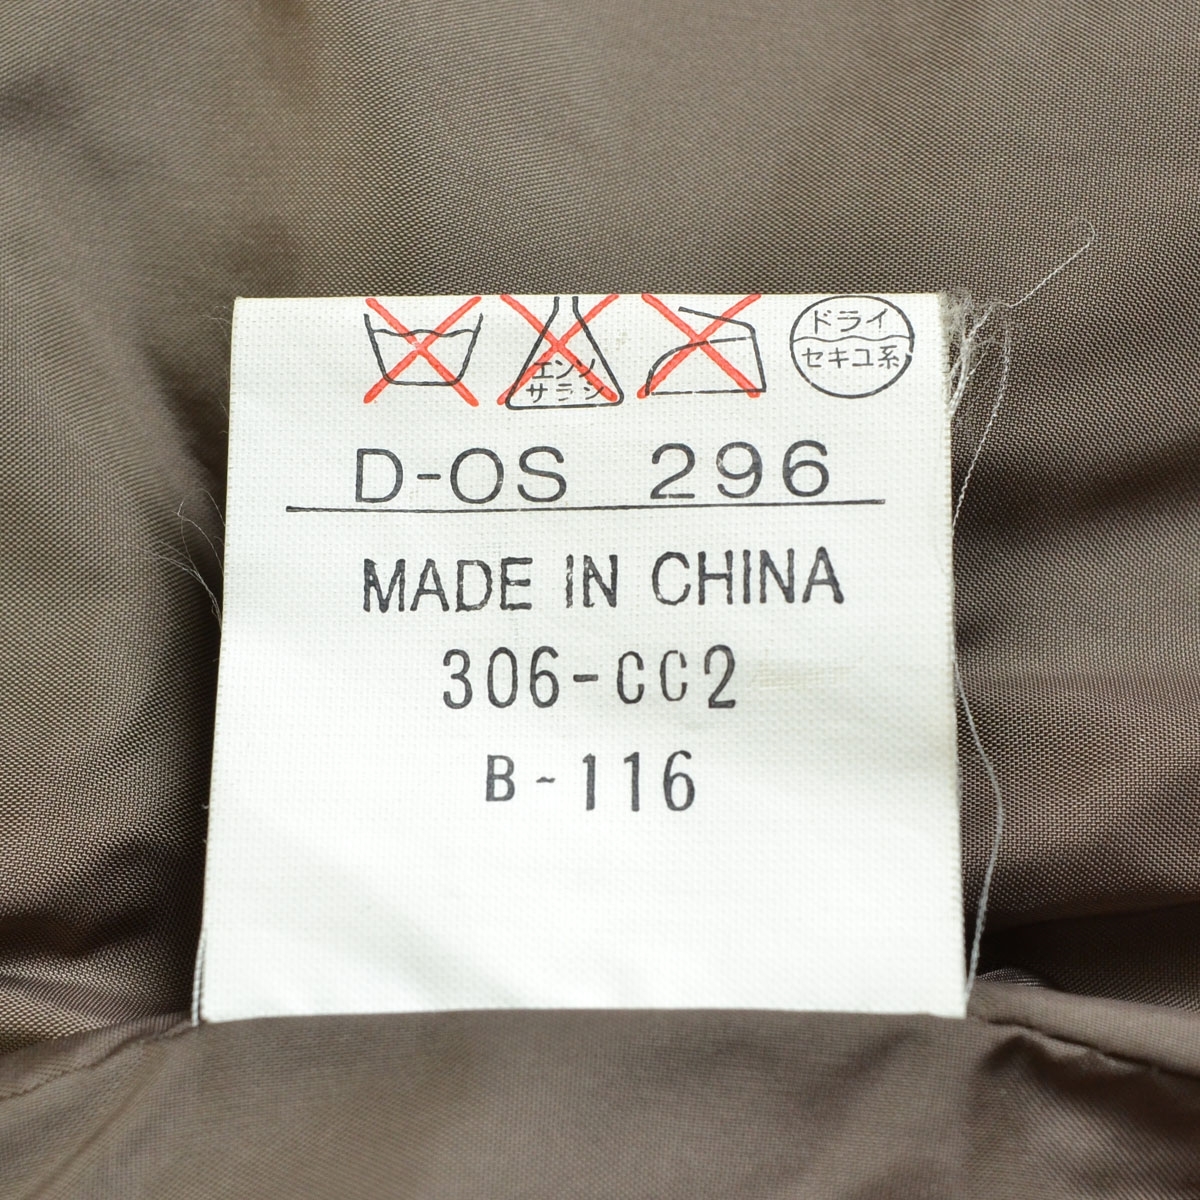 エンソ
サラシ
ドライ
セキユ系
D-OS 296
MADE IN CHINA
306-CC2
B-116